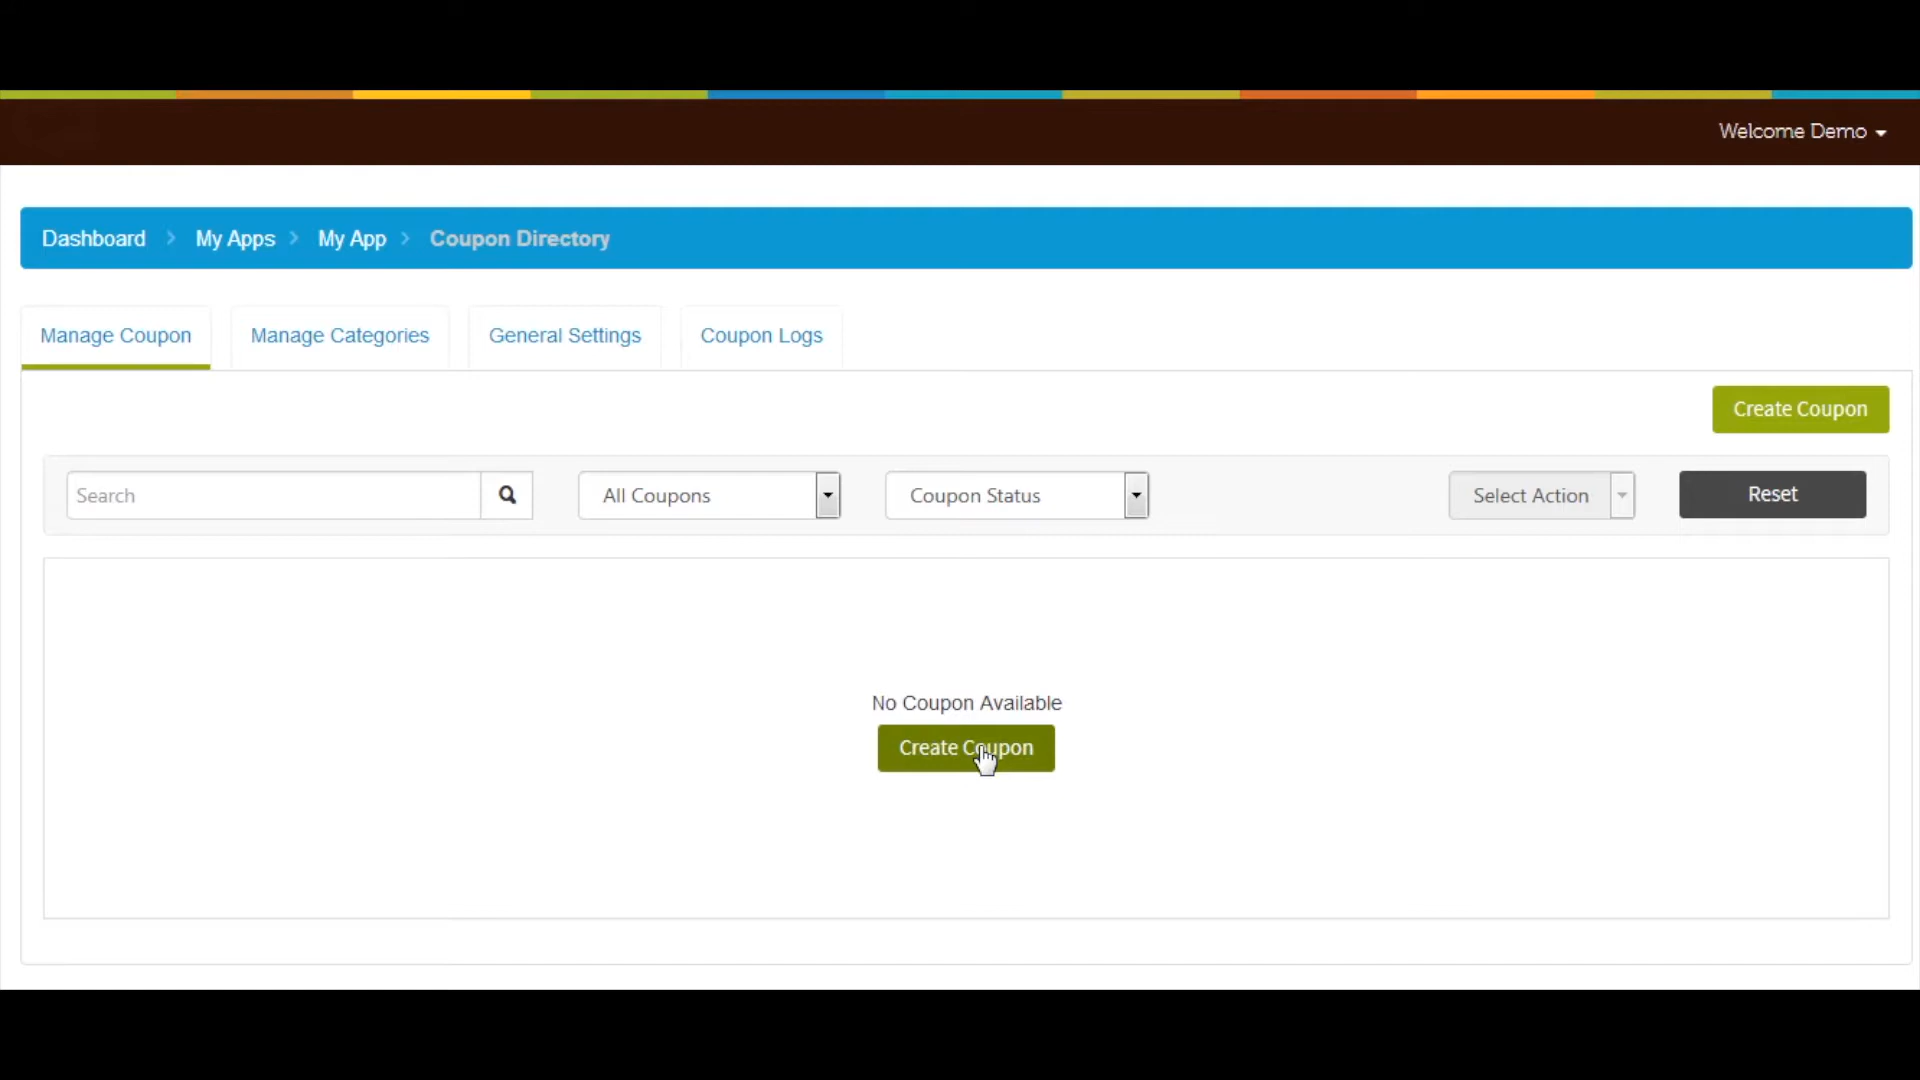 Welcome Demo
Dashboard My Apps My App Coupon Directory
Manage Coupon Manage Categories General Settings Coupon Logs
Create Coupon
Search All Coupons Coupon Status Select Action Reset
No Coupon Available
Create Coupon